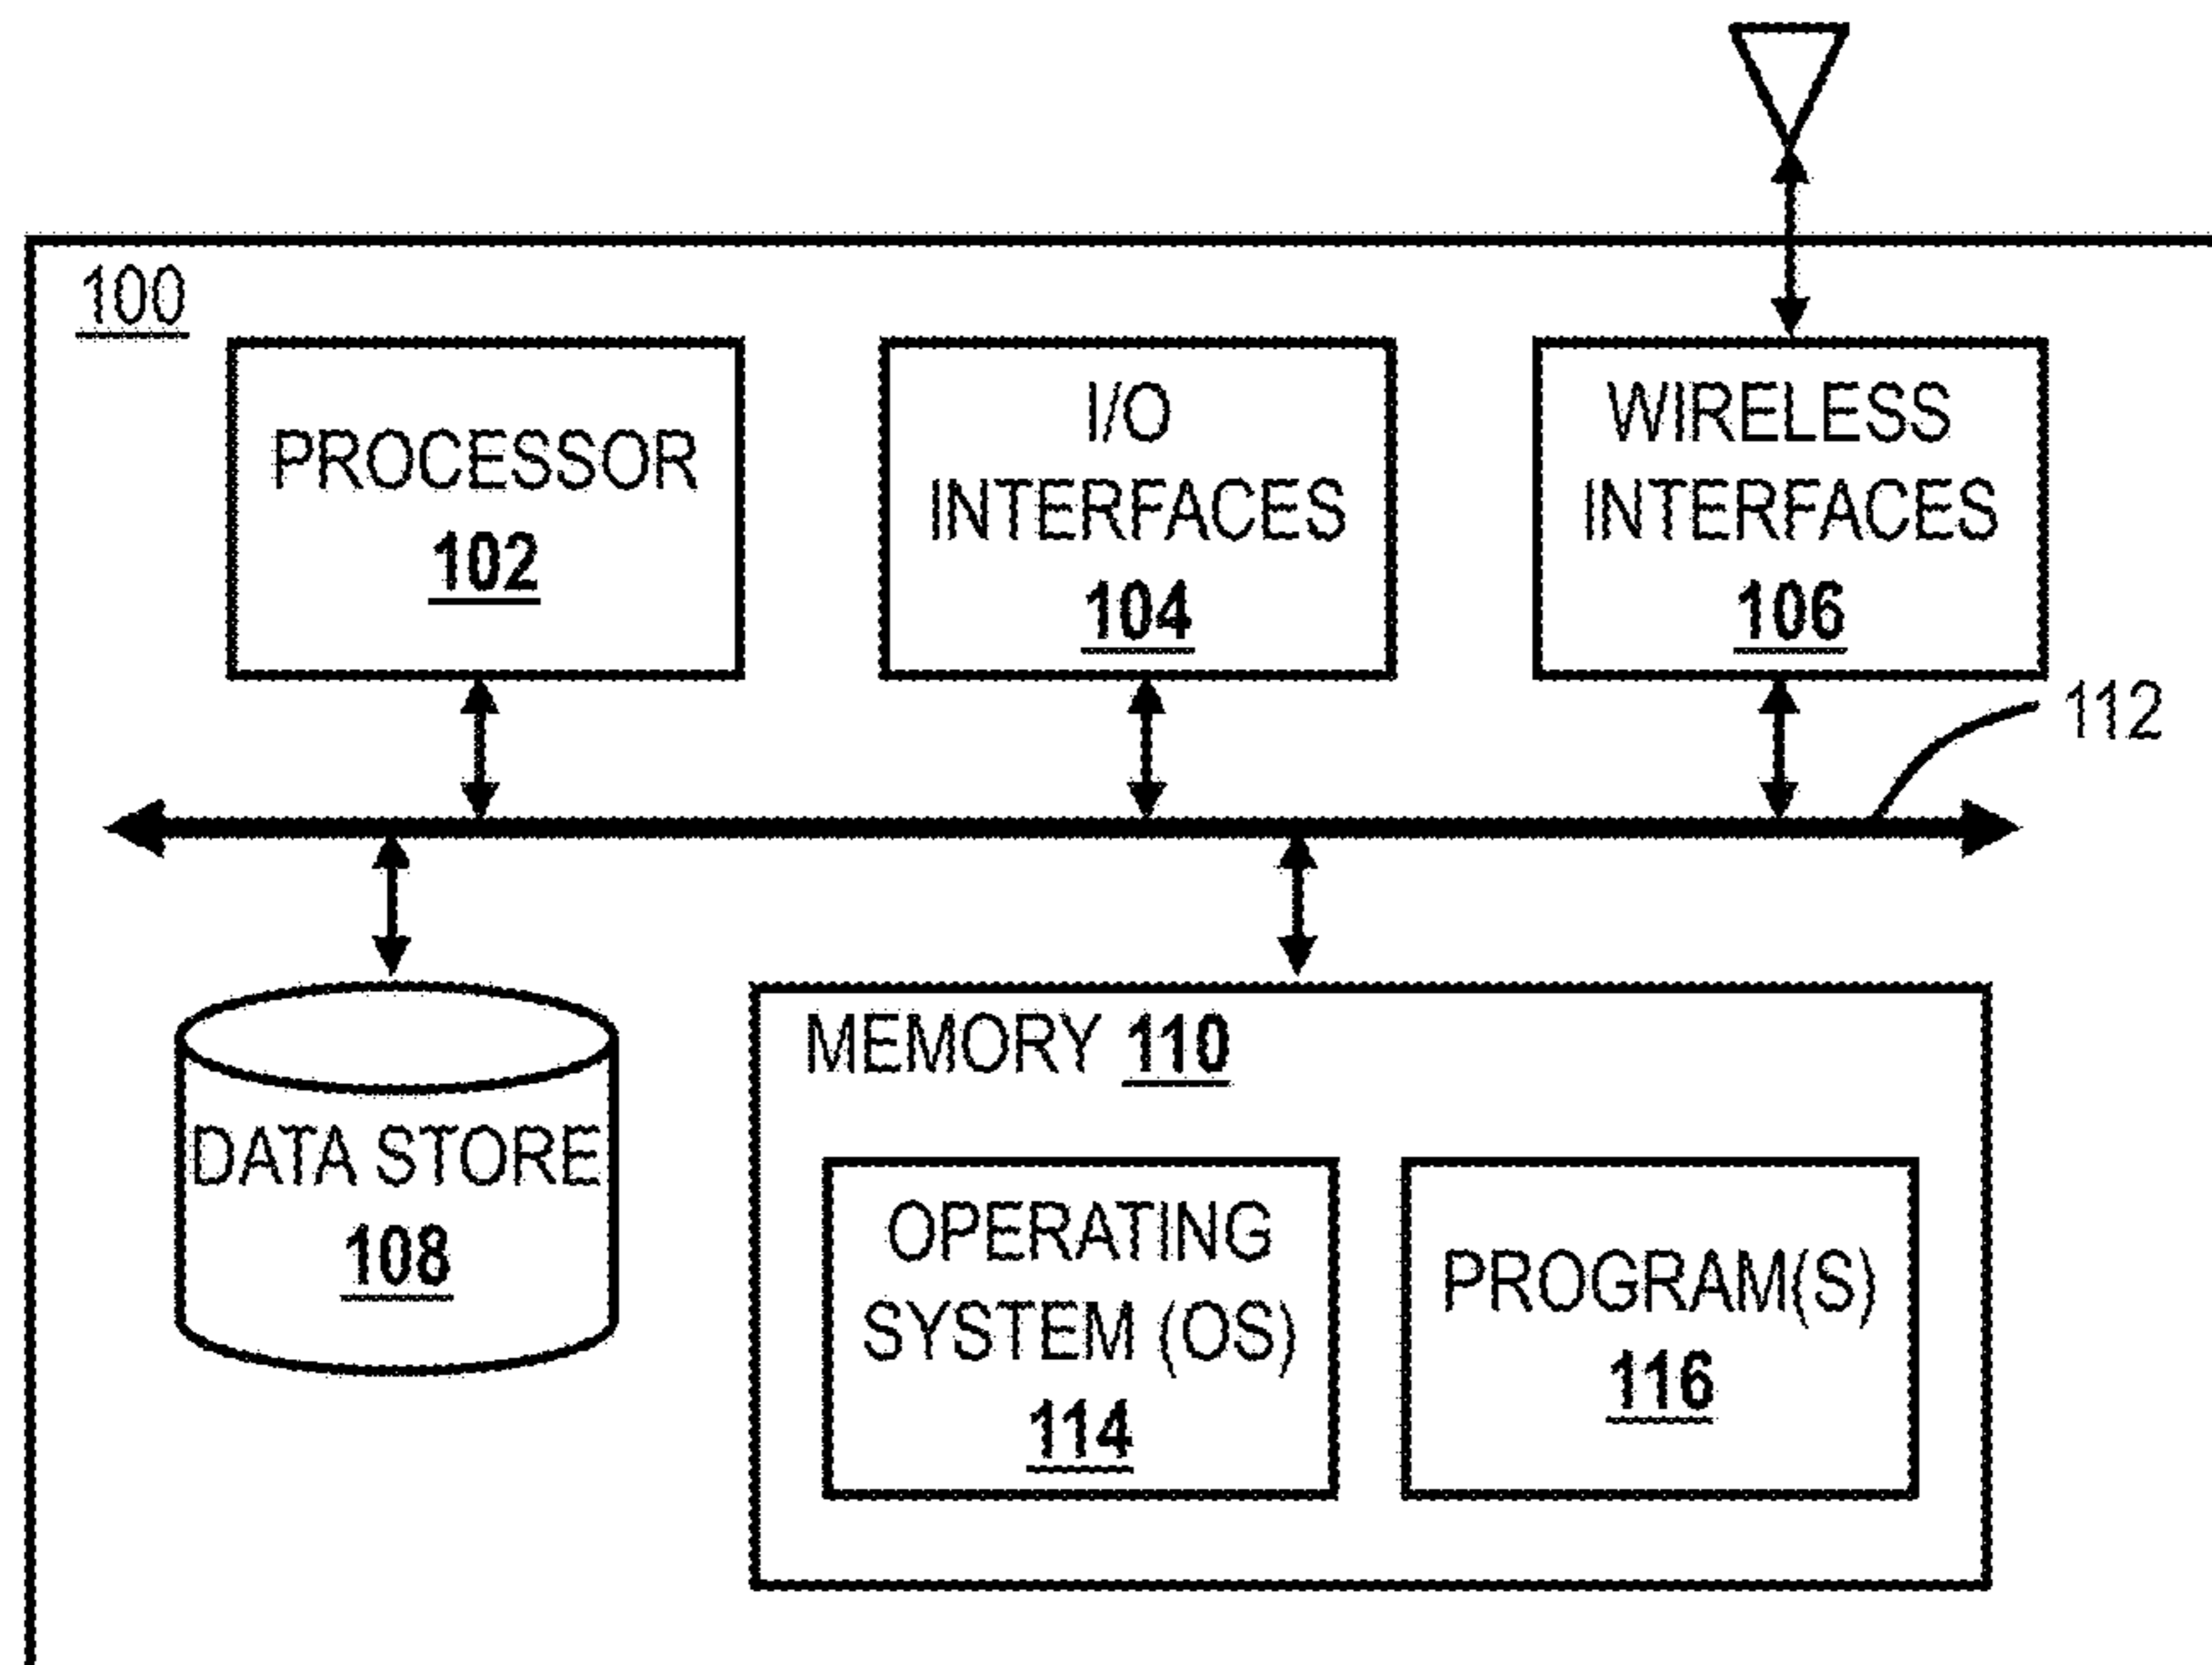 100
PROCESSOR
102
I/O
INTERFACES
104
WIRELESS
INTERFACES
106
112
DATA STORE
108
MEMORY 110
OPERATING
SYSTEM (OS)
114
PROGRAM(S)
116